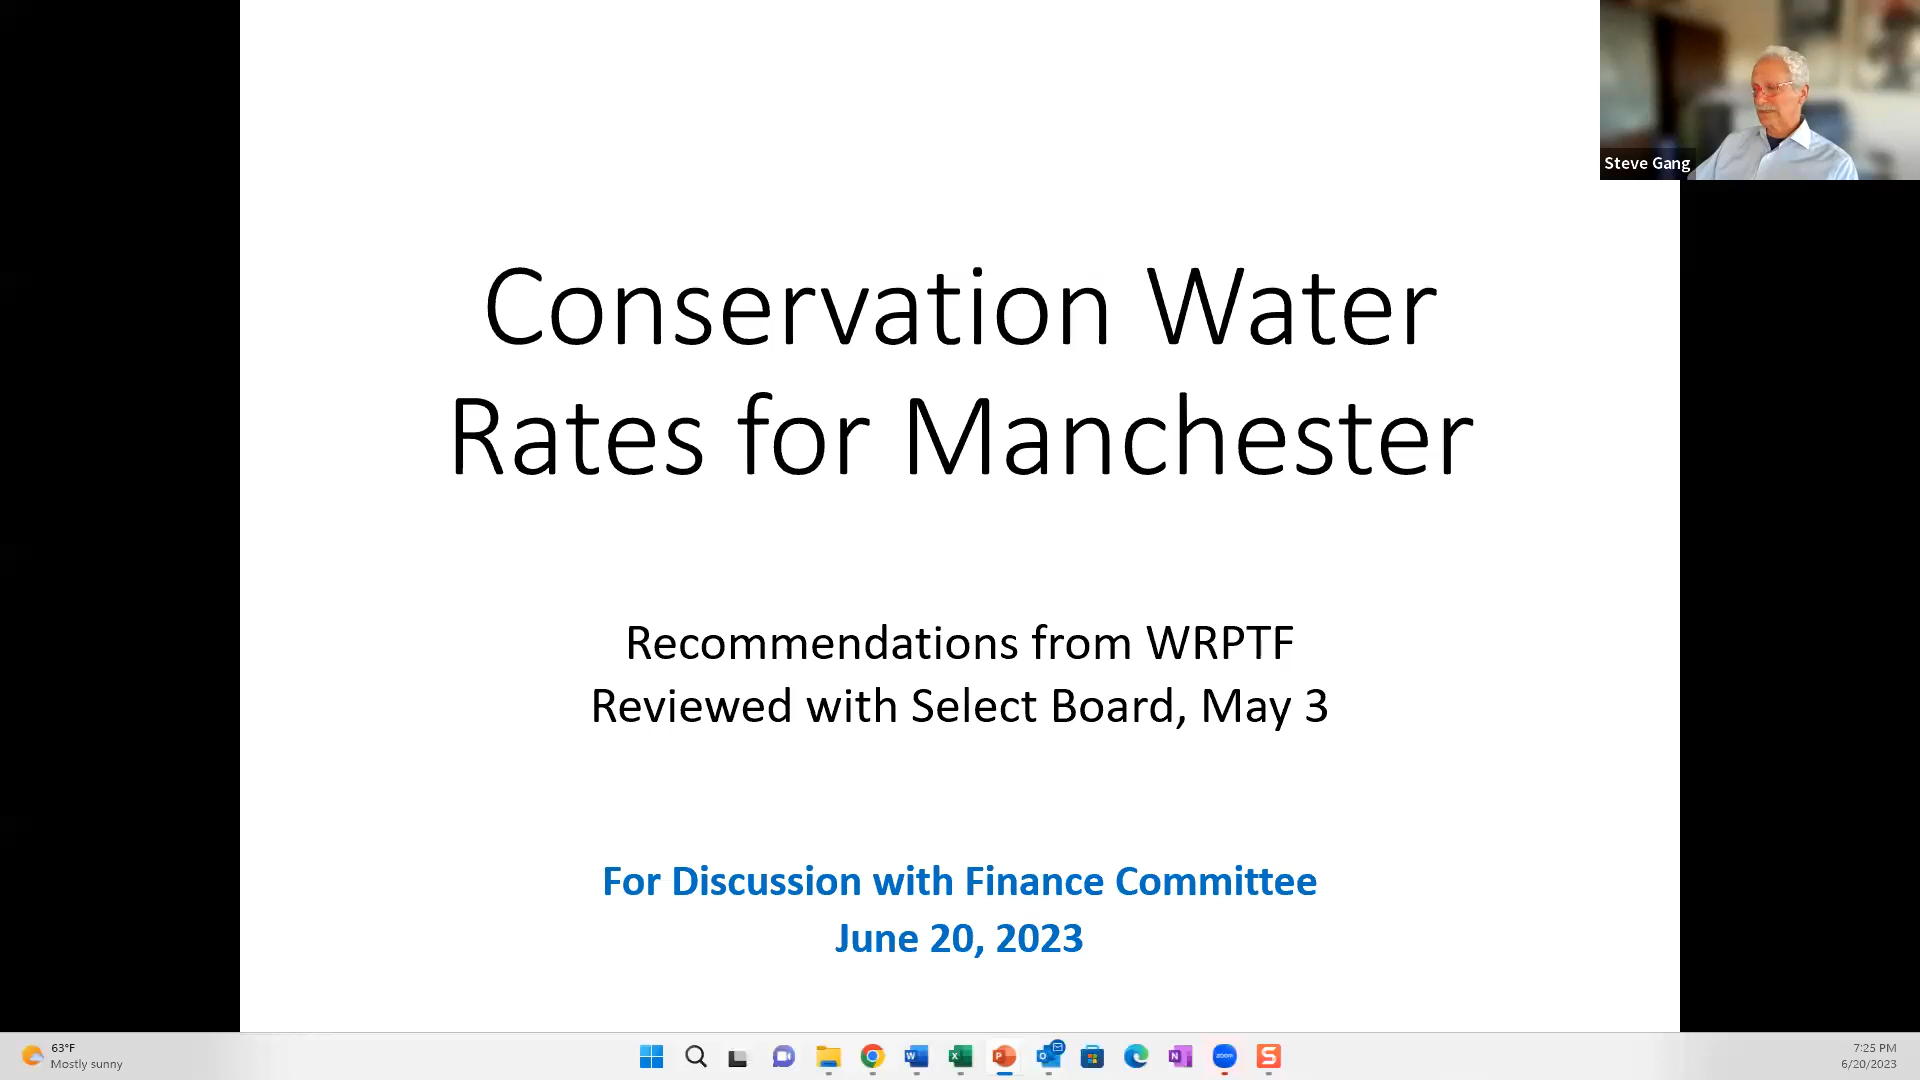 Steve Gang
Conservation Water
Rates for Manchester
Recommendations from WRPTF
Reviewed with Select Board, May 3
For Discussion with Finance Committee
June 20, 2023
63°F
Mostly sunny
W
X
P
O
N
zoom
S
7:25 PM
6/20/2023